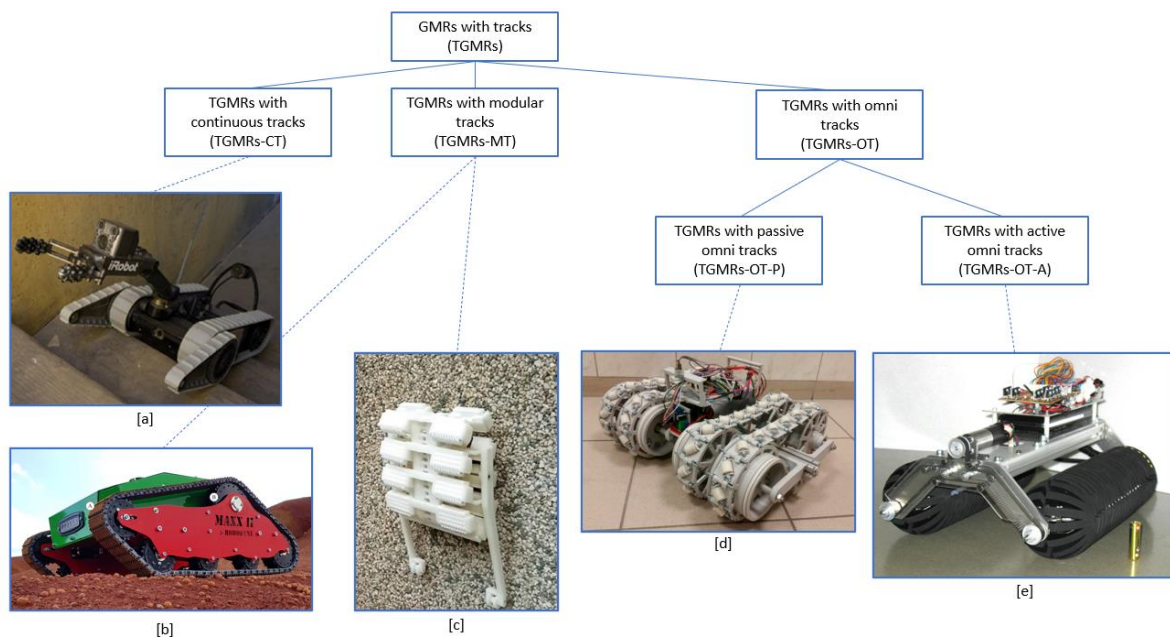 GMRs with tracks
(TGMRs)
TGMRs with
continuous tracks
(TGMRs-CT)
TGMRs with modular
tracks
(TGMRs-MT)
TGMRs with omni
tracks
(TGMRs-OT)
TGMRs with passive
omni tracks
(TGMRs-OT-P)
TGMRs with active
omni tracks
(TGMRs-OT-A)
iRobot
[a]
MAXX II+
[b]
[c]
[d]
[e]